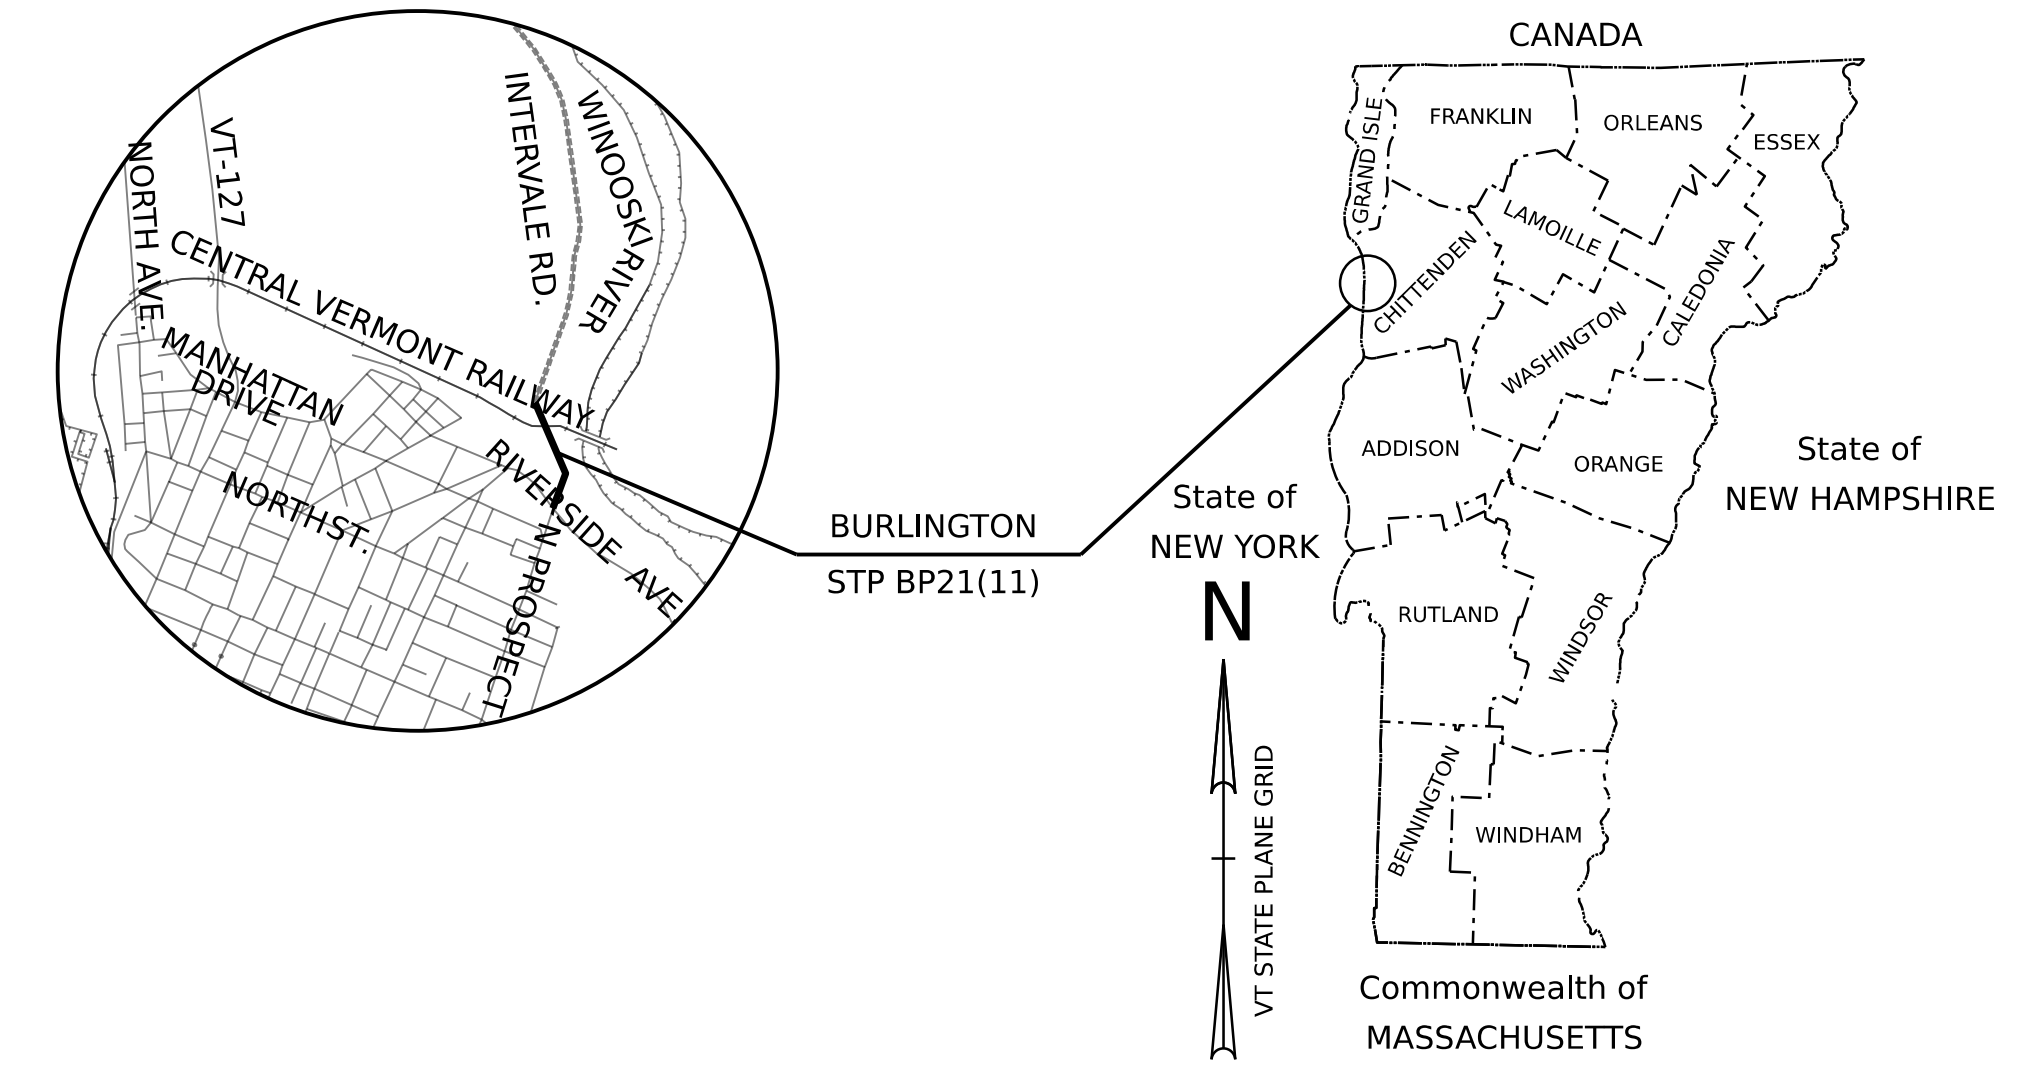 CANADA
INTERVALE RD.
WINOOSKI
RIVER
VT-127
NORTH AVE.
CENTRAL VERMONT RAILWAY
MANHATTAN
DRIVE
NORTH ST.
RIVERSIDE AVE
N PROSPECT
BURLINGTON
STP BP21(11)
GRAND ISLE
FRANKLIN
ORLEANS
ESSEX
LAMOILLE
CHITTENDEN
CALEDONIA
WASHINGTON
ADDISON
ORANGE
State of
NEW HAMPSHIRE
State of
NEW YORK
N
VT STATE PLANE GRID
RUTLAND
WINDSOR
BENNINGTON
WINDHAM
Commonwealth of
MASSACHUSETTS